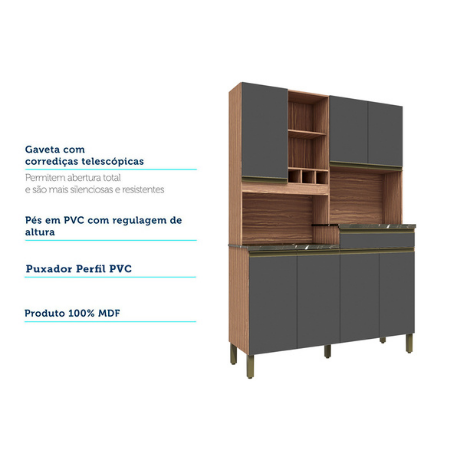 Gaveta com
corrediças telescópicas
Permitem abertura total
e são mais silenciosas e resistentes
Pés em PVC com regulagem de
altura
Puxador Perfil PVC
Produto 100% MDF